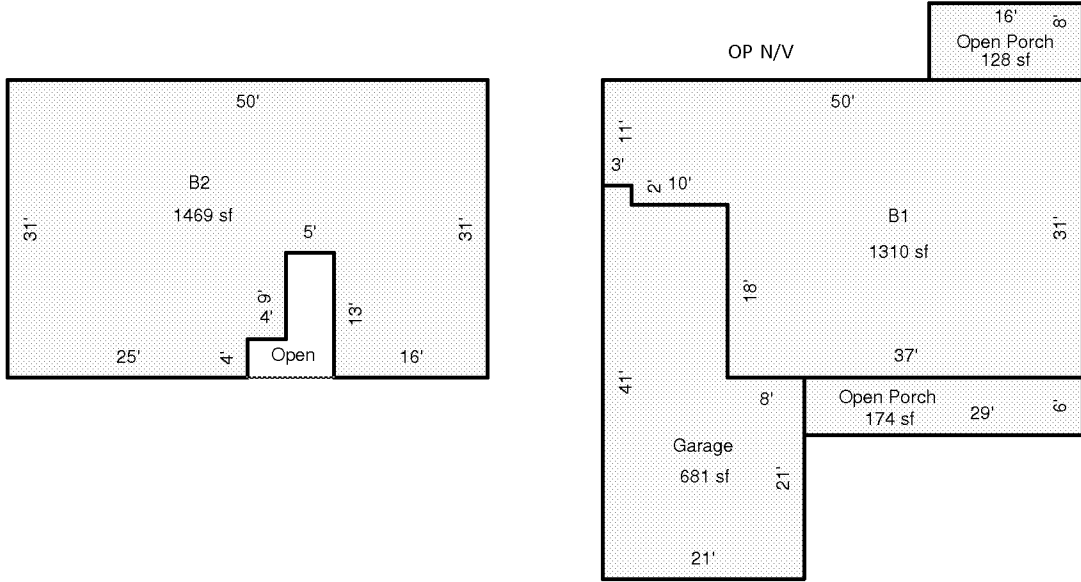 50'
B2
1469 sf
31'
31'
5'
9'
4'
13'
25'
4'
Open
16'
OP N/V
16'
8'
Open Porch
128 sf
50'
11'
3'
2'
10'
B1
1310 sf
31'
18'
37'
41'
8'
Open Porch
174 sf
29'
6'
Garage
681 sf
21'
21'